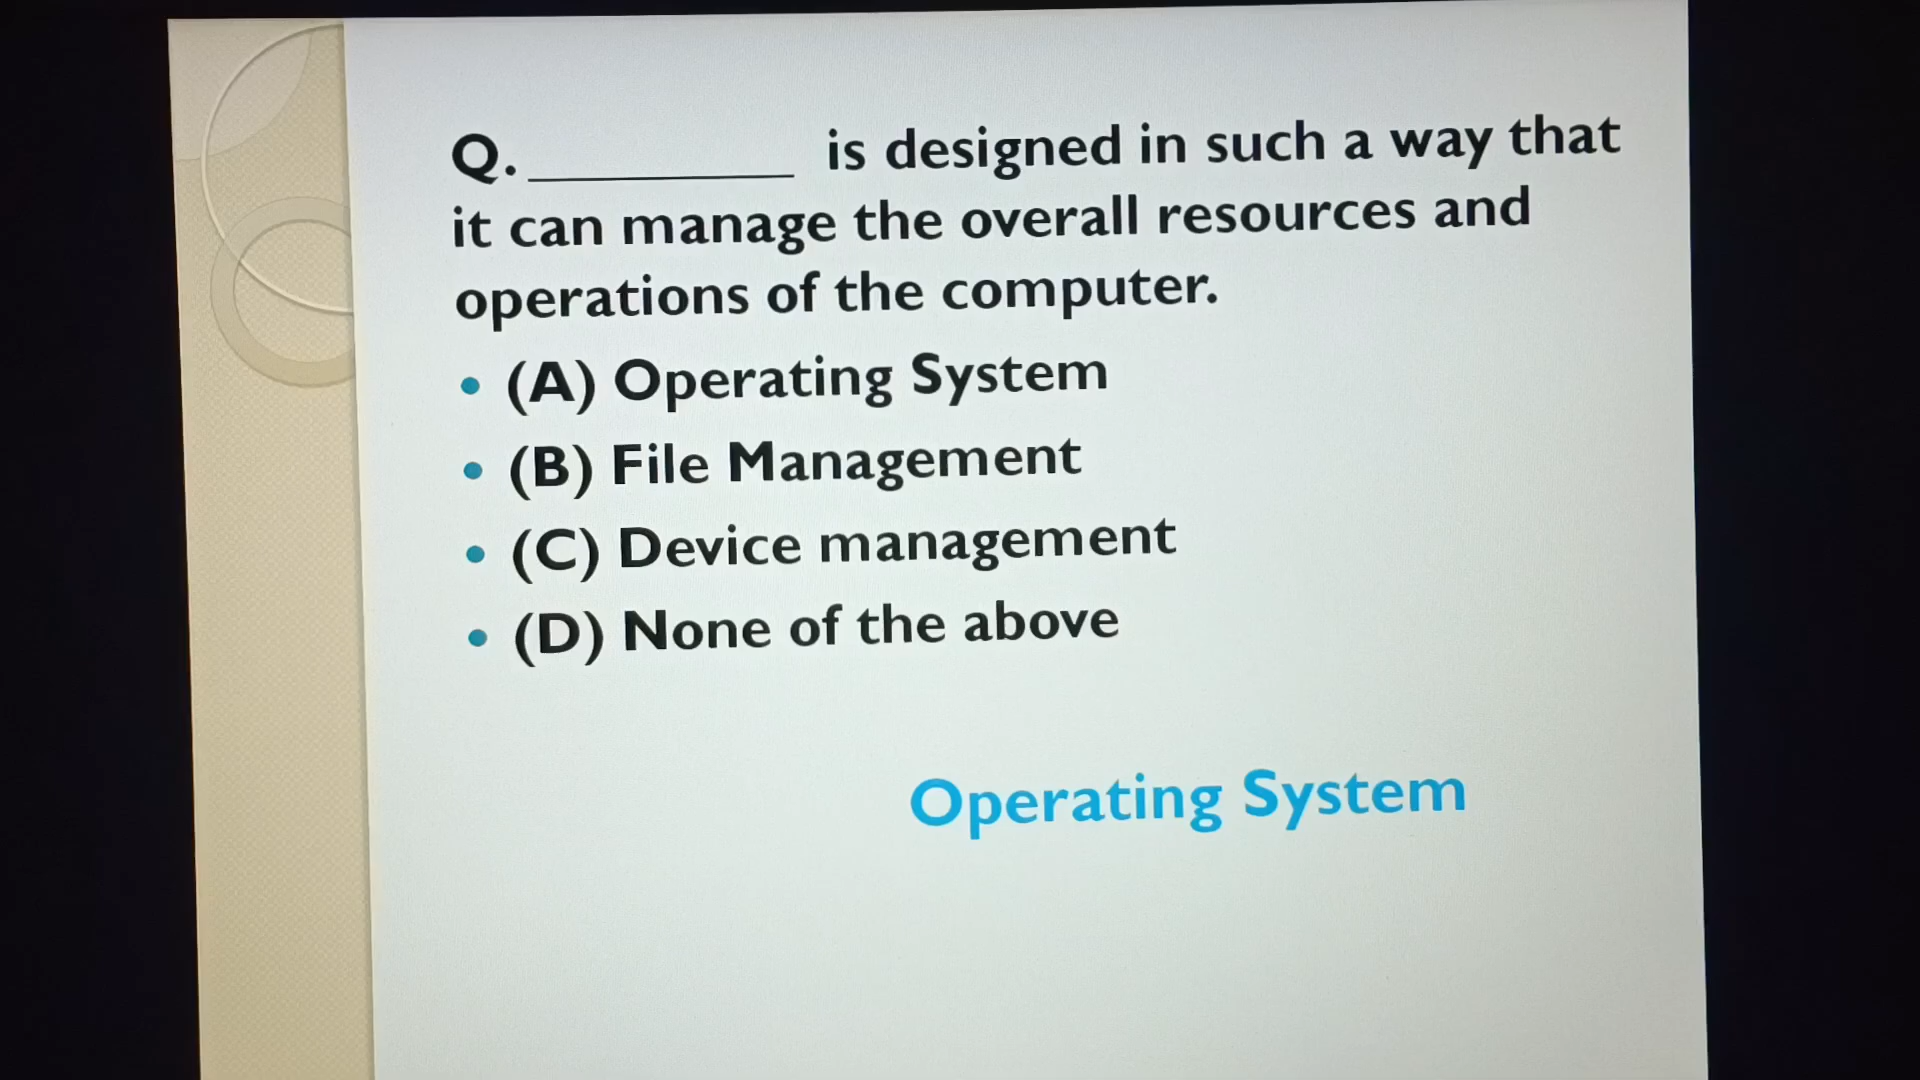 Q. __________ is designed in such a way that
it can manage the overall resources and
operations of the computer.
• (A) Operating System
• (B) File Management
• (C) Device management
• (D) None of the above
Operating System